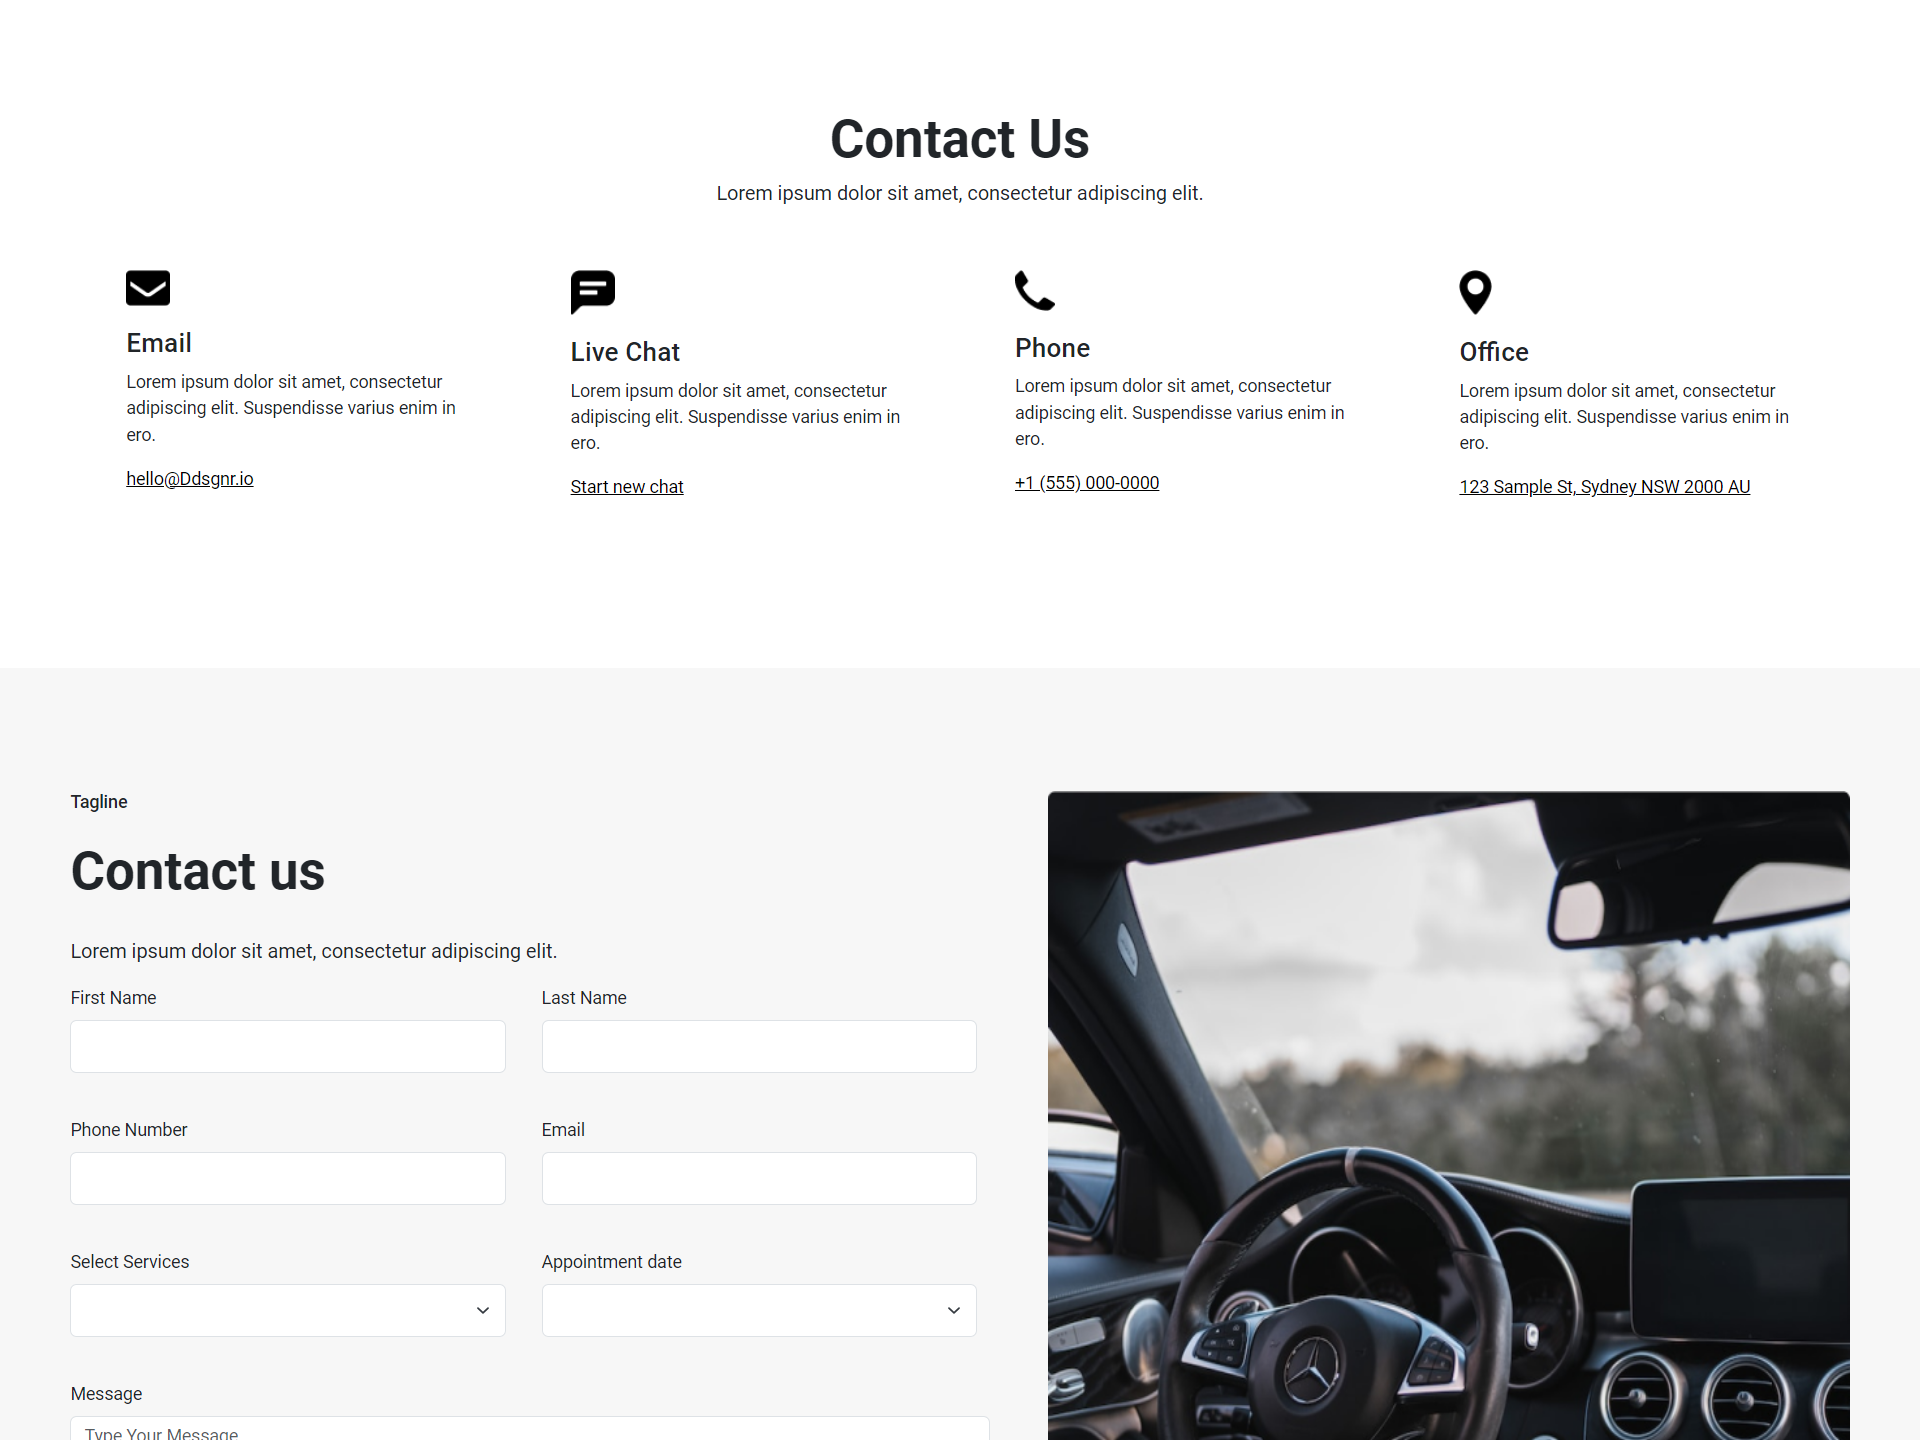 Contact Us
Lorem ipsum dolor sit amet, consectetur adipiscing elit.
Email
Lorem ipsum dolor sit amet, consectetur
adipiscing elit. Suspendisse varius enim in
ero.
hello@Ddsgnr.io
Live Chat
Lorem ipsum dolor sit amet, consectetur
adipiscing elit. Suspendisse varius enim in
ero.
Start new chat
Phone
Lorem ipsum dolor sit amet, consectetur
adipiscing elit. Suspendisse varius enim in
ero.
+1 (555) 000-0000
Office
Lorem ipsum dolor sit amet, consectetur
adipiscing elit. Suspendisse varius enim in
ero.
123 Sample St, Sydney NSW 2000 AU
Tagline
Contact us
Lorem ipsum dolor sit amet, consectetur adipiscing elit.
First Name
Last Name
Phone Number
Email
Select Services
Appointment date
Message
Type Your Message